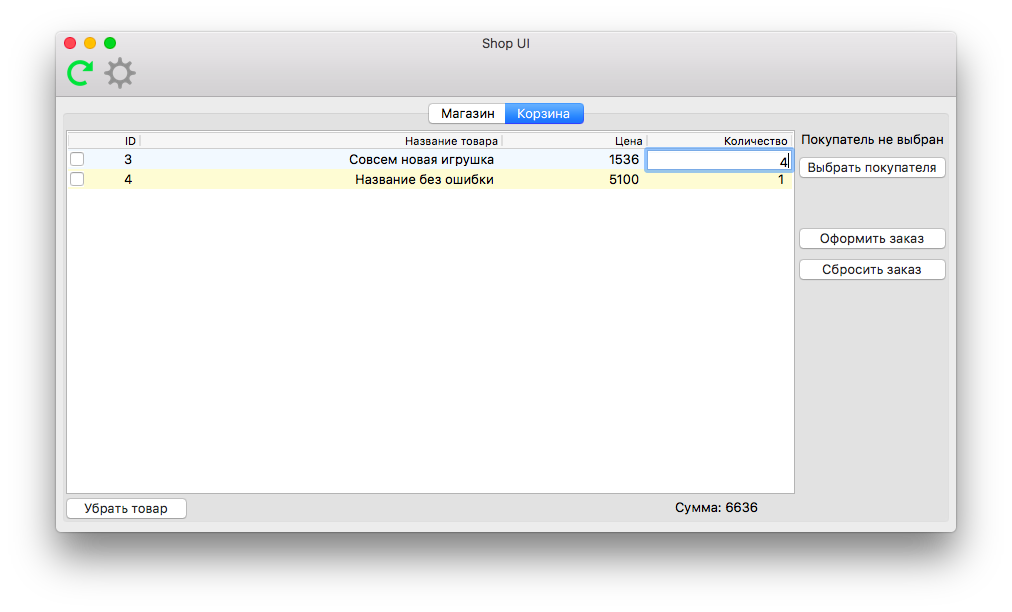 Shop UI
Магазин Корзина
ID Название товара Цена Количество
3 Совсем новая игрушка 1536 4
4 Название без ошибки 5100 1
Покупатель не выбран
Выбрать покупателя
Оформить заказ
Сбросить заказ
Убрать товар
Сумма: 6636